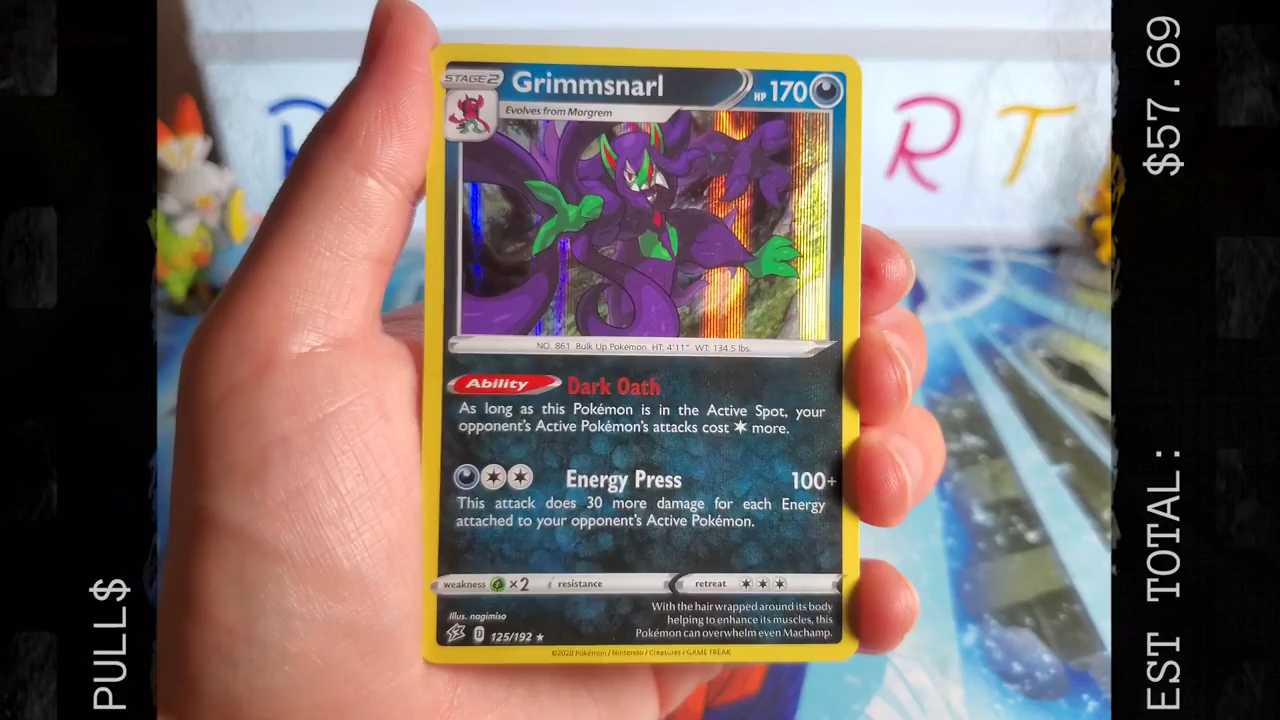 PULL$
STAGE 2
Grimmsnarl
HP 170
Evolves from Morgrem
R T
NO. 861 Bulk Up Pokémon HT: 4'11" WT: 134.5 lbs.
Ability Dark Oath
As long as this Pokémon is in the Active Spot, your
opponent's Active Pokémon's attacks cost more.
Energy Press 100+
This attack does 30 more damage for each Energy
attached to your opponent's Active Pokémon.
weakness ×2 resistance retreat
Illus. nagimiso
D 125/192 ★
With the hair wrapped around its body
helping to enhance its muscles, this
Pokémon can overwhelm even Machamp.
©2020 Pokémon / Nintendo / Creatures / GAME FREAK
EST TOTAL: $57.69